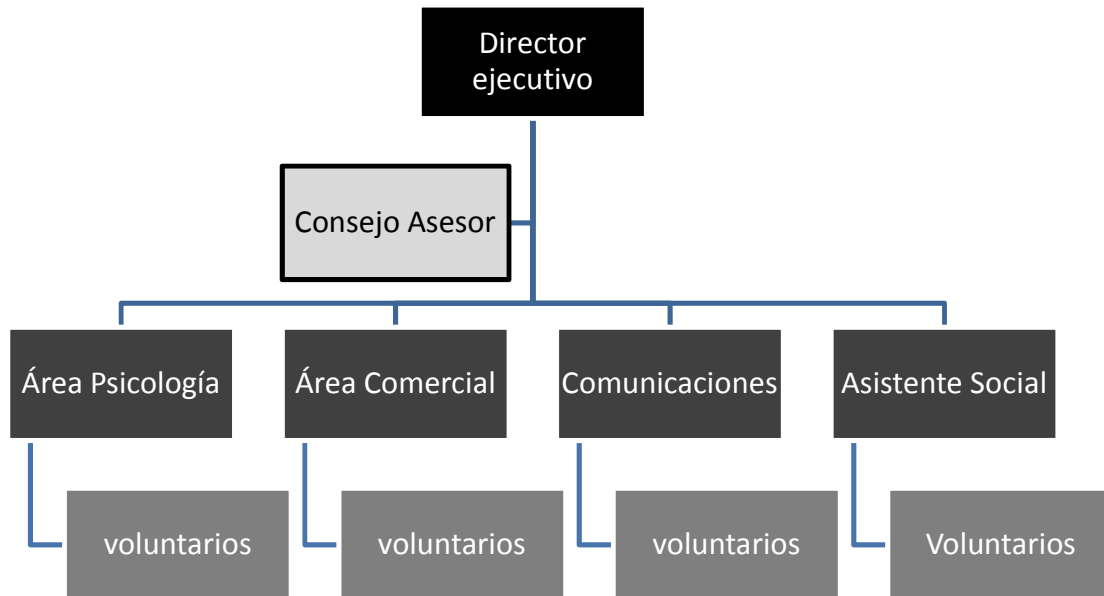 Director
ejecutivo
Consejo Asesor
Área Psicología
Área Comercial
Comunicaciones
Asistente Social
voluntarios
voluntarios
voluntarios
Voluntarios